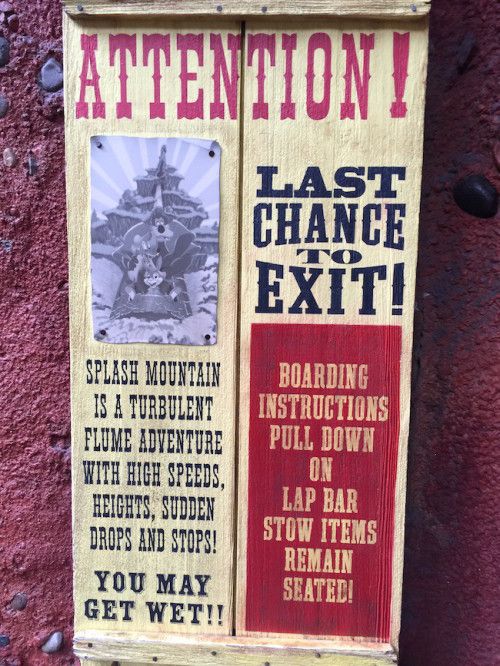 ATTENTION!
SPLASH MOUNTAIN
IS A TURBULENT
FLUME ADVENTURE
WITH HIGH SPEEDS,
HEIGHTS, SUDDEN
DROPS AND STOPS!
YOU MAY
GET WET!!
LAST
CHANCE
TO
EXIT!
BOARDING
INSTRUCTIONS
PULL DOWN
ON
LAP BAR
STOW ITEMS
REMAIN
SEATED!